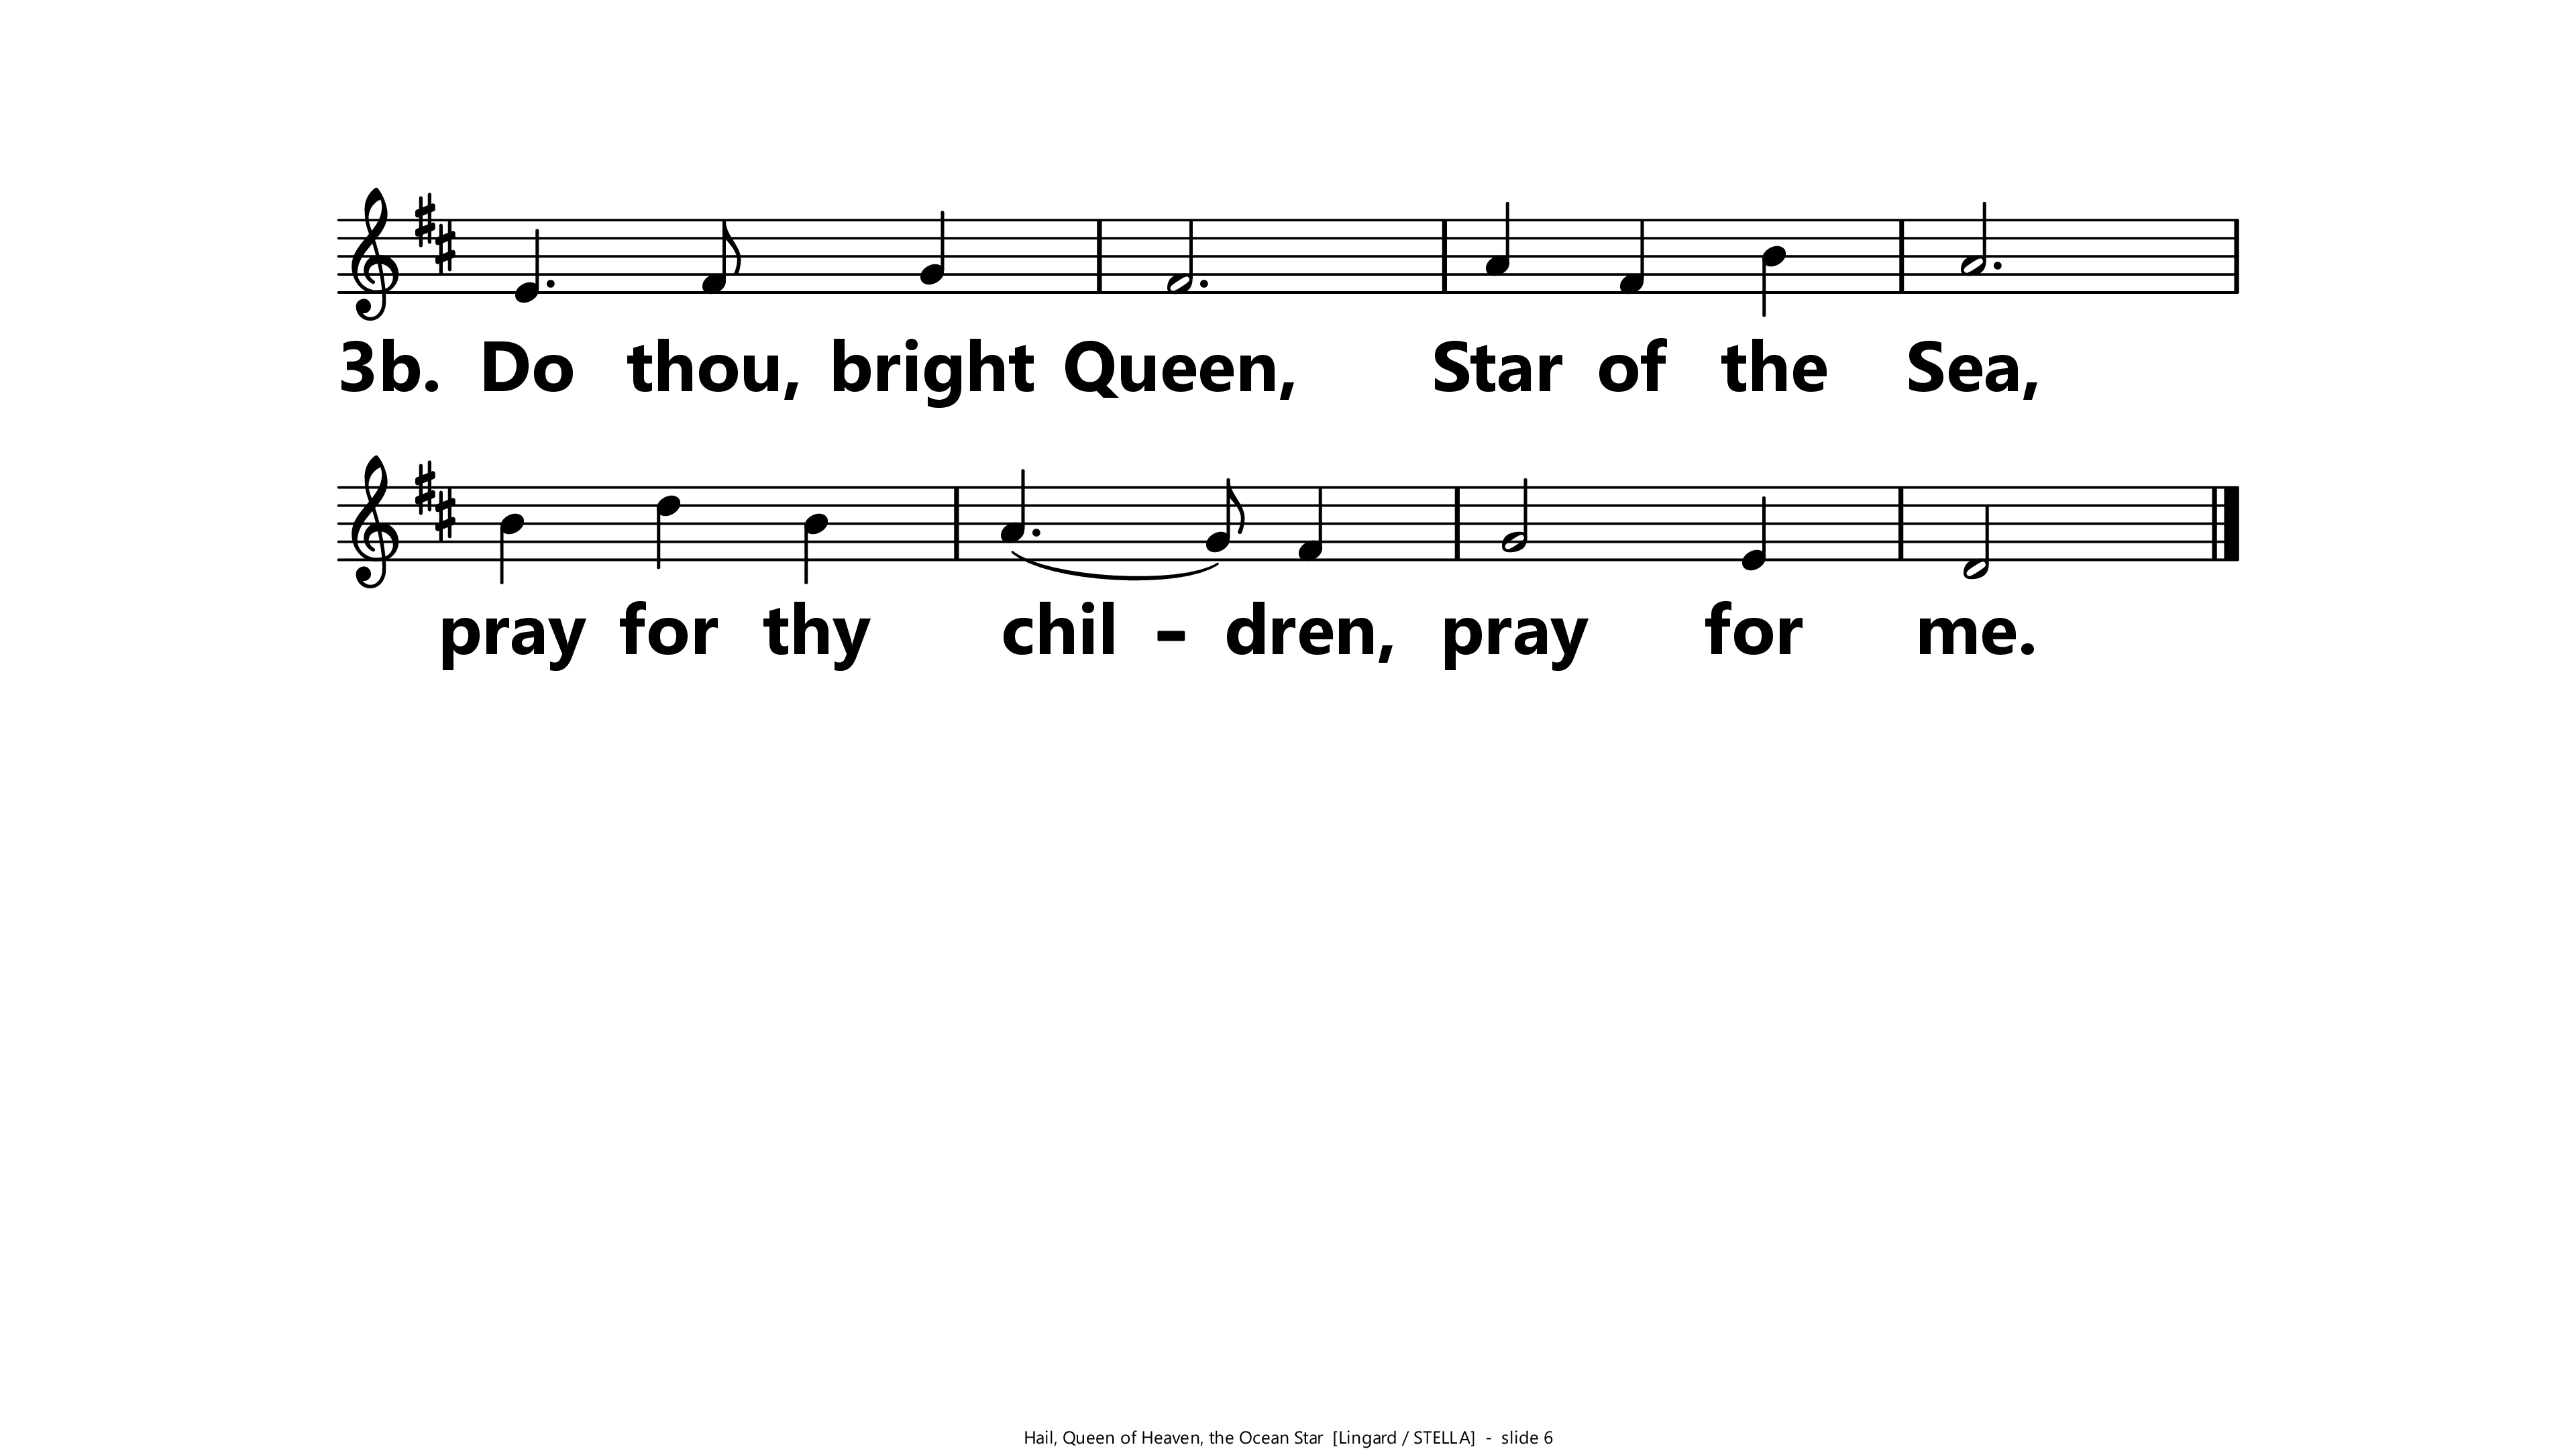 3b. Do thou, bright Queen, Star of the Sea,
pray for thy chil - dren, pray for me.
Hail, Queen of Heaven, the Ocean Star [Lingard / STELLA] - slide 6